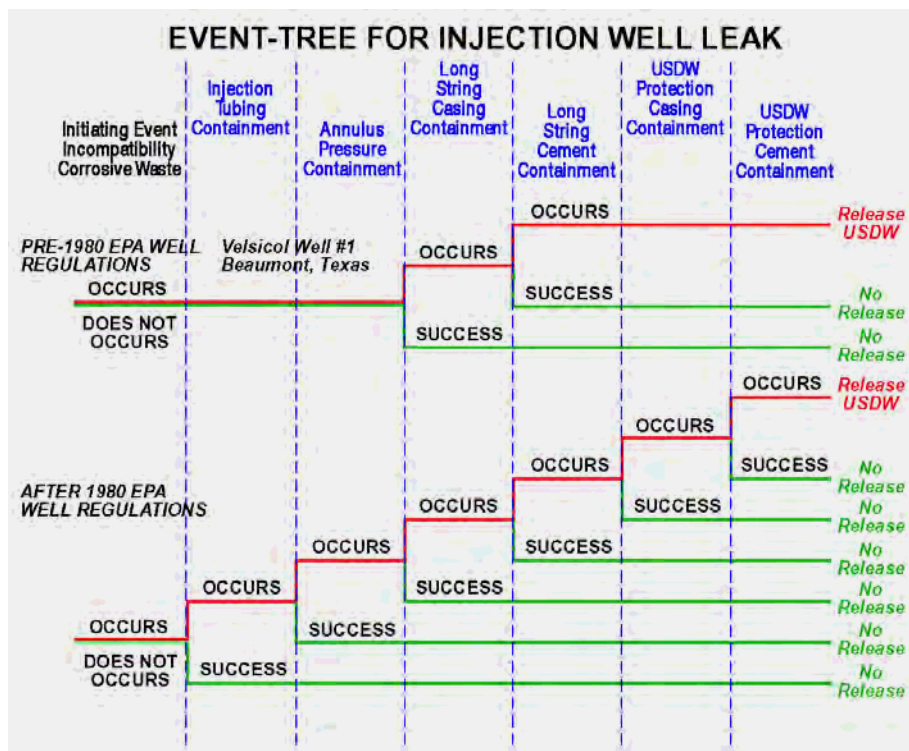 EVENT-TREE FOR INJECTION WELL LEAK
Initiating Event
Incompatibility
Corrosive Waste
Injection
Tubing
Containment
Annulus
Pressure
Containment
Long
String
Casing
Containment
Long
String
Cement
Containment
USDW
Protection
Casing
Containment
USDW
Protection
Cement
Containment
PRE-1980 EPA WELL
REGULATIONS
Velsicol Well #1
Beaumont, Texas
OCCURS
DOES NOT
OCCURS
OCCURS
SUCCESS
OCCURS
SUCCESS
Release
USDW
No
Release
No
Release
AFTER 1980 EPA
WELL REGULATIONS
OCCURS
DOES NOT
OCCURS
OCCURS
SUCCESS
OCCURS
SUCCESS
OCCURS
SUCCESS
OCCURS
SUCCESS
OCCURS
SUCCESS
OCCURS
SUCCESS
Release
USDW
No
Release
No
Release
No
Release
No
Release
No
Release
No
Release